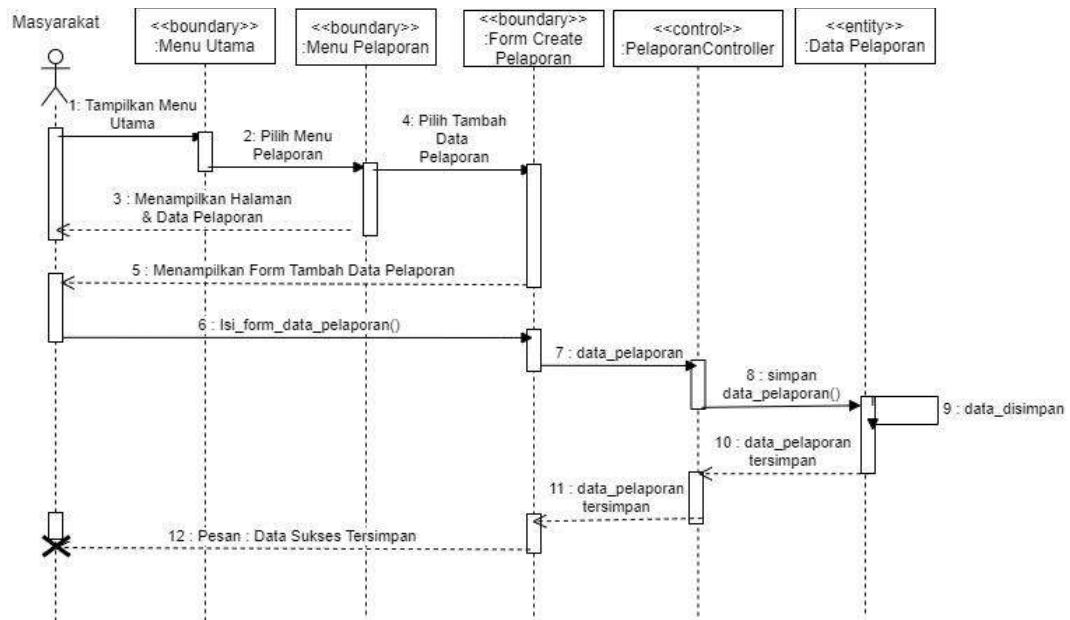 Masyarakat
<<boundary>>
:Menu Utama
<<boundary>>
:Menu Pelaporan
<<boundary>>
:Form Create
Pelaporan
<<control>>
:PelaporanController
<<entity>>
:Data Pelaporan
1: Tampilkan Menu
Utama
2: Pilih Menu
Pelaporan
4: Pilih Tambah
Data
Pelaporan
3 : Menampilkan Halaman
& Data Pelaporan
5 : Menampilkan Form Tambah Data Pelaporan
6 : Isi_form_data_pelaporan()
7 : data_pelaporan
8 : simpan
data_pelaporan()
9 : data_disimpan
10 : data_pelaporan
tersimpan
11 : data_pelaporan
tersimpan
12 : Pesan : Data Sukses Tersimpan